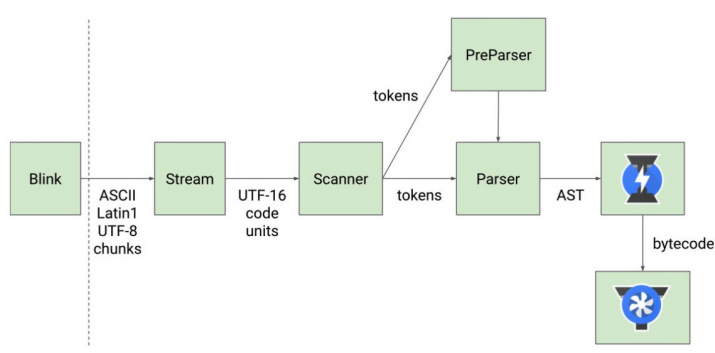 PreParser
tokens
Blink
ASCII
Latin1
UTF-8
chunks
Stream
UTF-16
code
units
Scanner
tokens
Parser
AST
bytecode